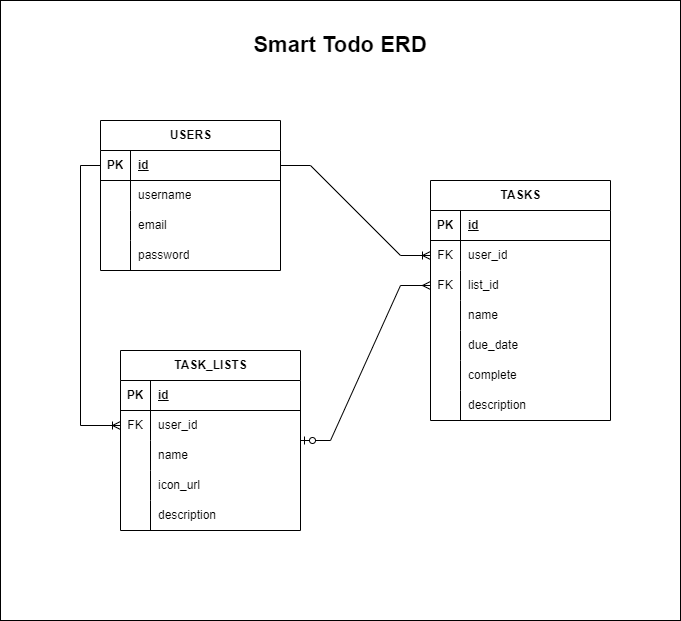 Smart Todo ERD
USERS
PK id
username
email
password
TASKS
PK id
FK user_id
FK list_id
name
due_date
complete
description
TASK_LISTS
PK id
FK user_id
name
icon_url
description